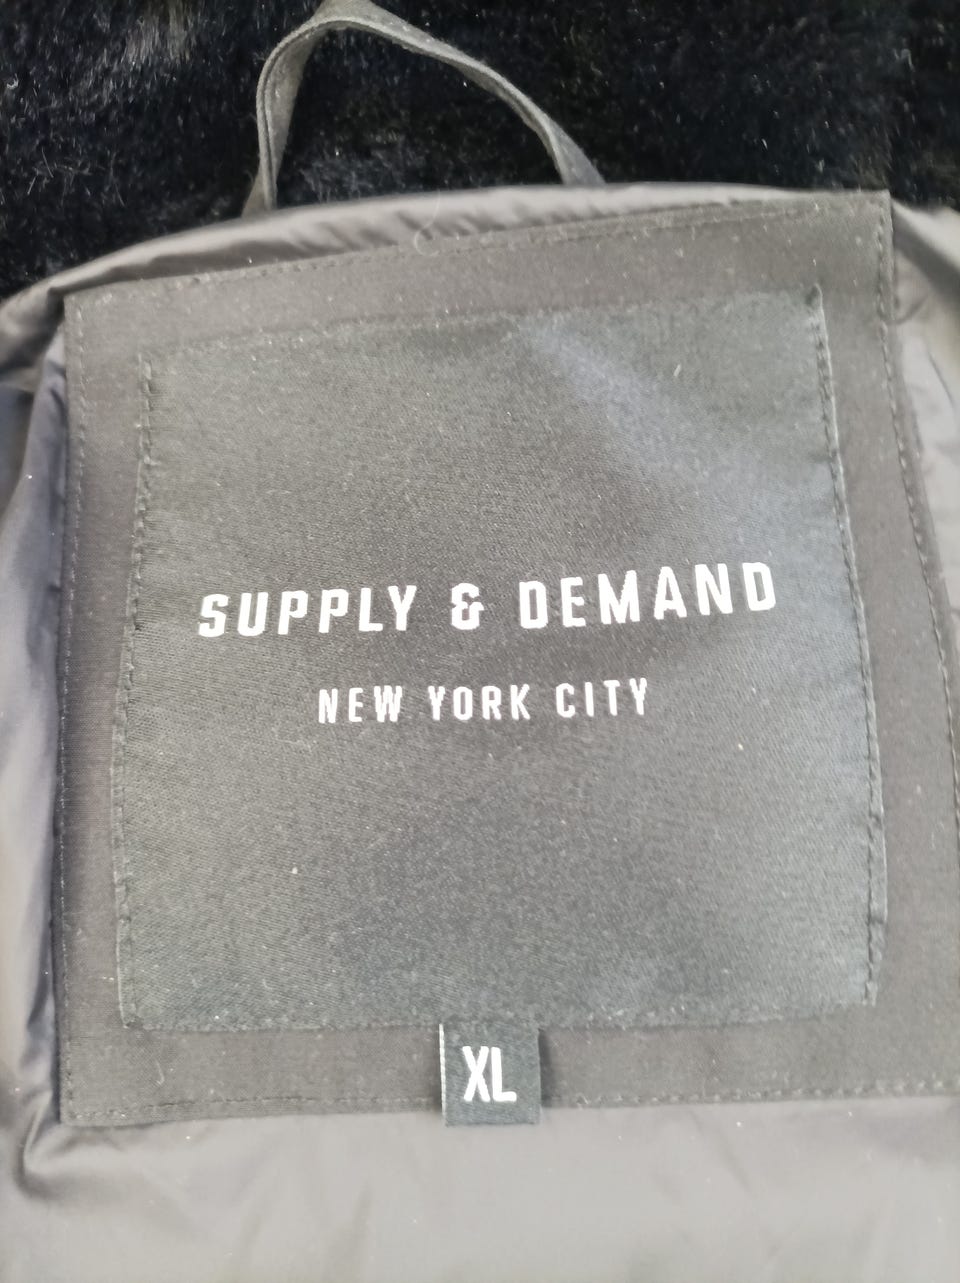 SUPPLY & DEMAND
NEW YORK CITY
XL